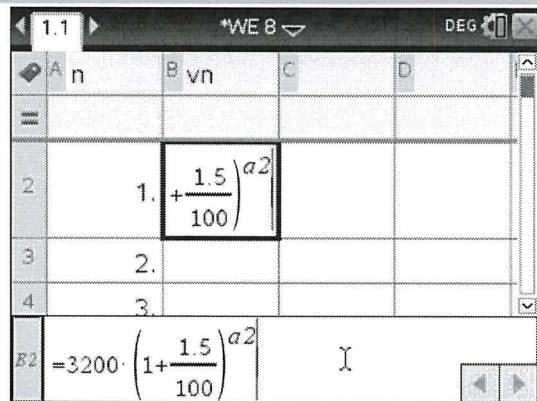 1.1 *WE 8 DEG
A n B vn C D
=
2 1. +1.5/100)^a2
3 2.
4 3.
B2 =3200·(1+1.5/100)^a2